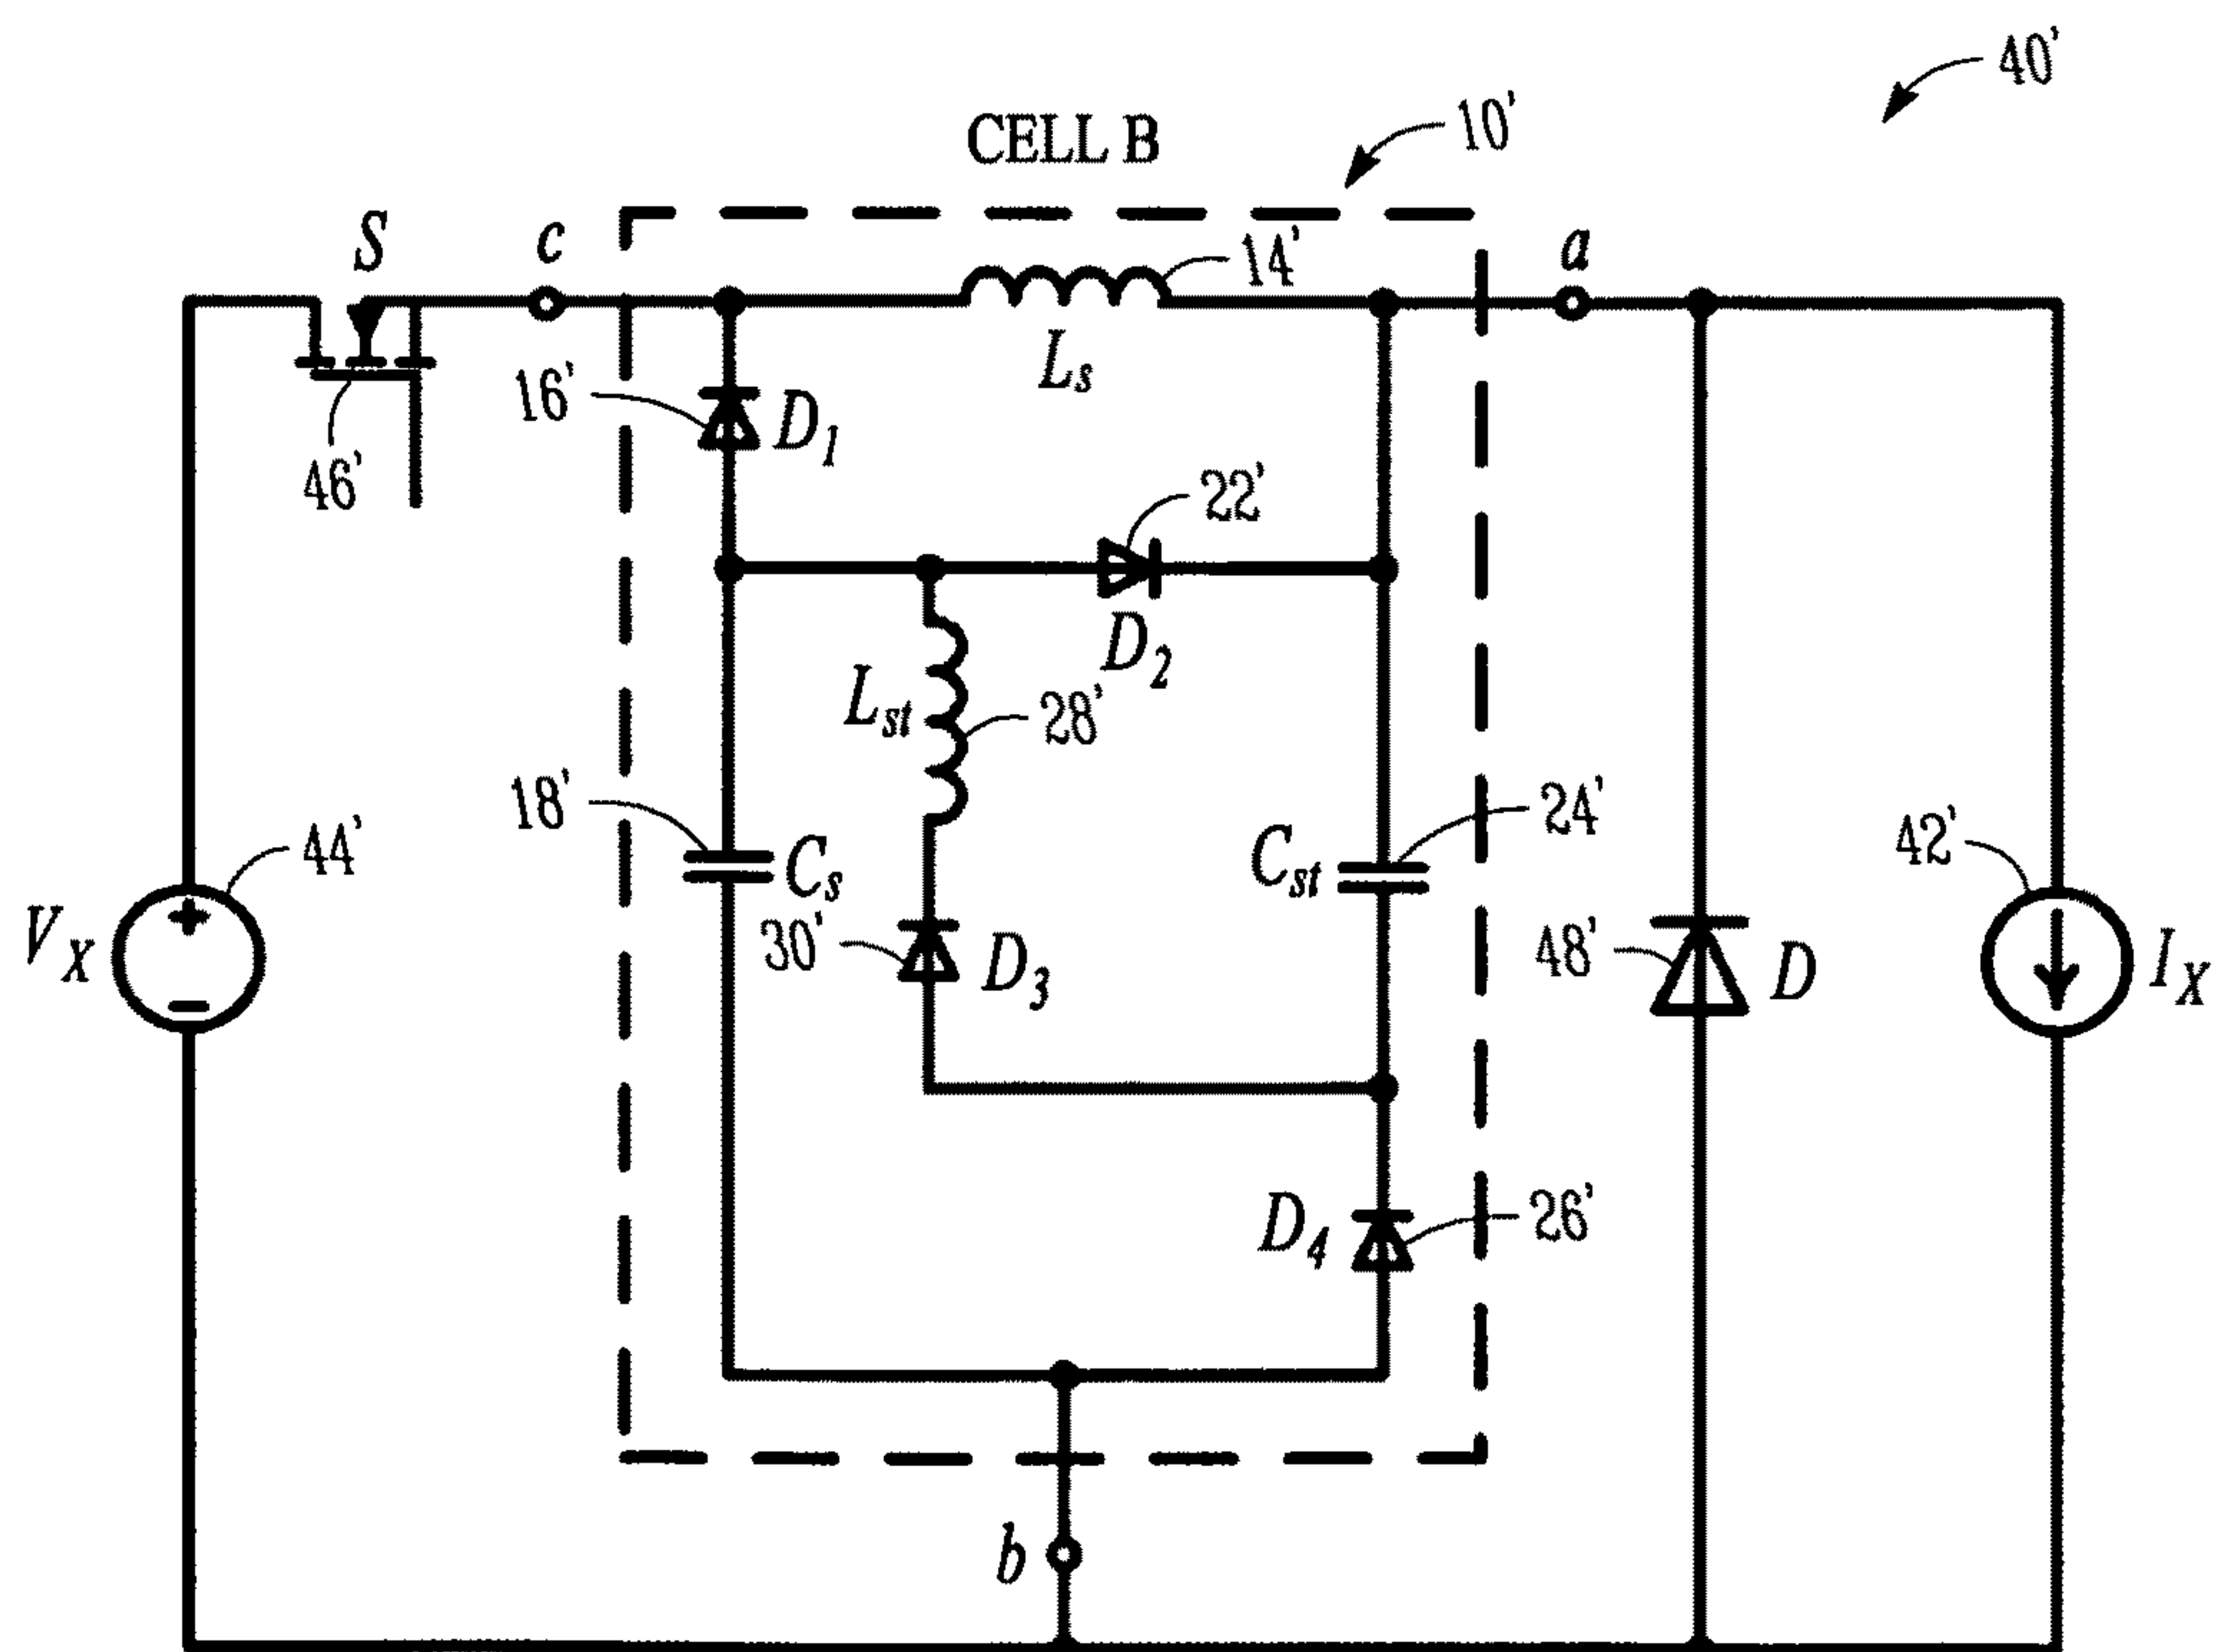 40'
CELL B
10'
S
c
14'
a
Ls
16'
D1
46'
22'
D2
Lst
28'
18'
Cs
24'
Cst
44'
VX
+
−
30'
D3
42'
48'
D
IX
D4
26'
b